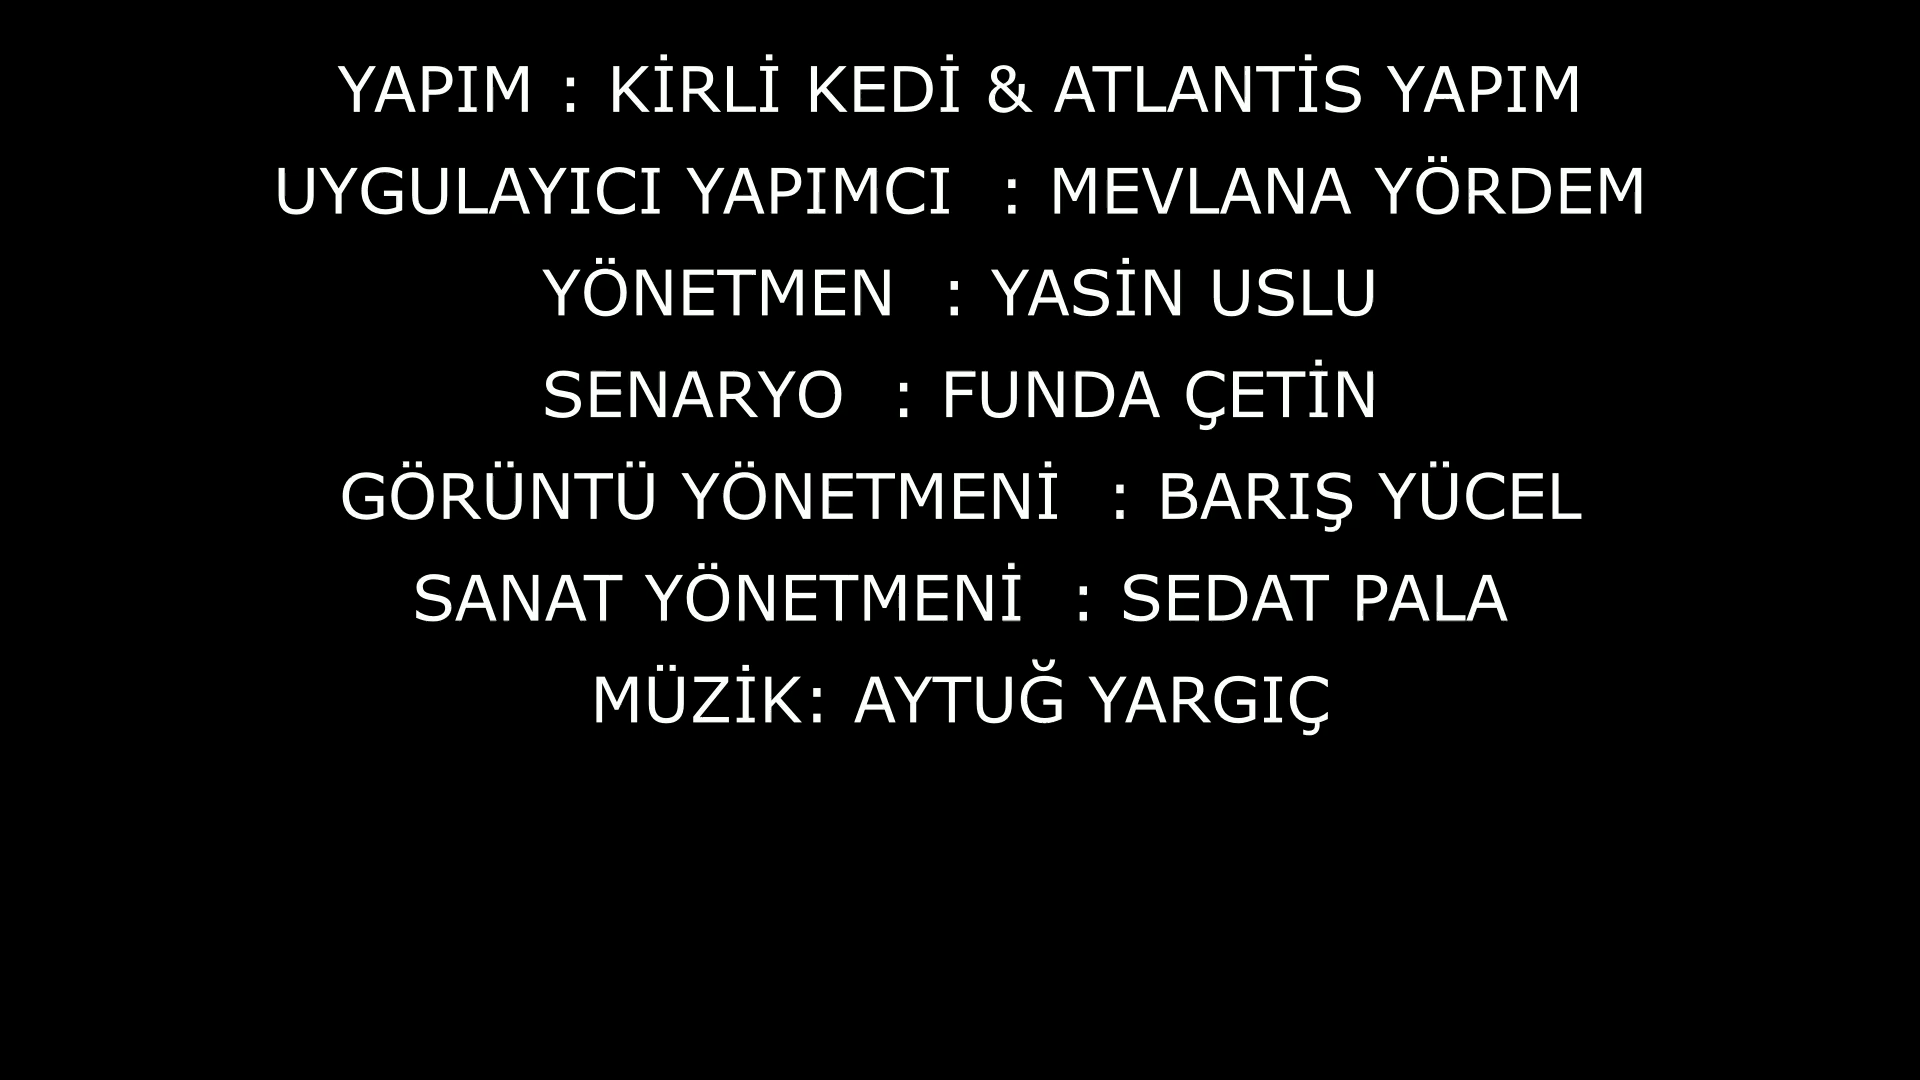 YAPIM : KİRLİ KEDİ & ATLANTİS YAPIM
UYGULAYICI YAPIMCI : MEVLANA YÖRDEM
YÖNETMEN : YASİN USLU
SENARYO : FUNDA ÇETİN
GÖRÜNTÜ YÖNETMENİ : BARIŞ YÜCEL
SANAT YÖNETMENİ : SEDAT PALA
MÜZİK: AYTUĞ YARGIÇ